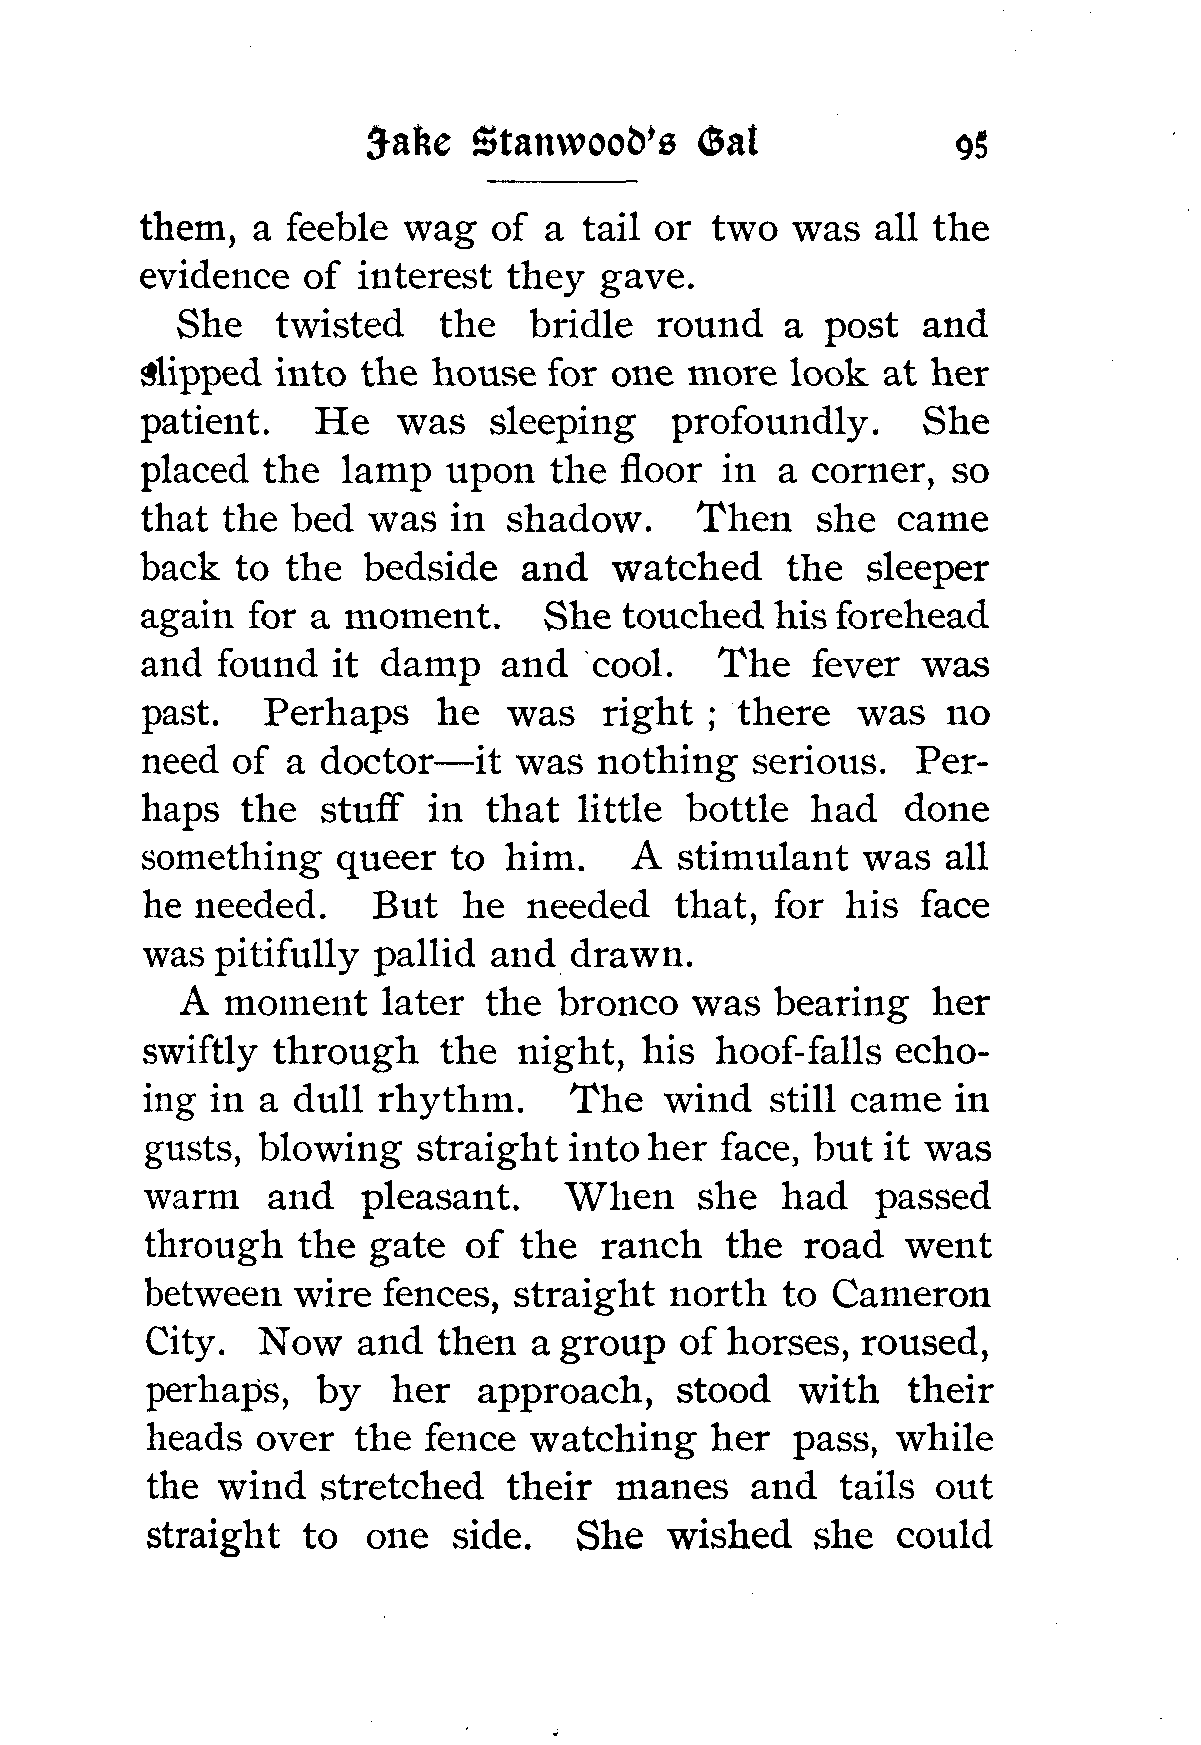 Jake Stanwood's Gal 95
them, a feeble wag of a tail or two was all the
evidence of interest they gave.
She twisted the bridle round a post and
slipped into the house for one more look at her
patient. He was sleeping profoundly. She
placed the lamp upon the floor in a corner, so
that the bed was in shadow. Then she came
back to the bedside and watched the sleeper
again for a moment. She touched his forehead
and found it damp and cool. The fever was
past. Perhaps he was right ; there was no
need of a doctor—it was nothing serious. Per-
haps the stuff in that little bottle had done
something queer to him. A stimulant was all
he needed. But he needed that, for his face
was pitifully pallid and drawn.
A moment later the bronco was bearing her
swiftly through the night, his hoof-falls echo-
ing in a dull rhythm. The wind still came in
gusts, blowing straight into her face, but it was
warm and pleasant. When she had passed
through the gate of the ranch the road went
between wire fences, straight north to Cameron
City. Now and then a group of horses, roused,
perhaps, by her approach, stood with their
heads over the fence watching her pass, while
the wind stretched their manes and tails out
straight to one side. She wished she could